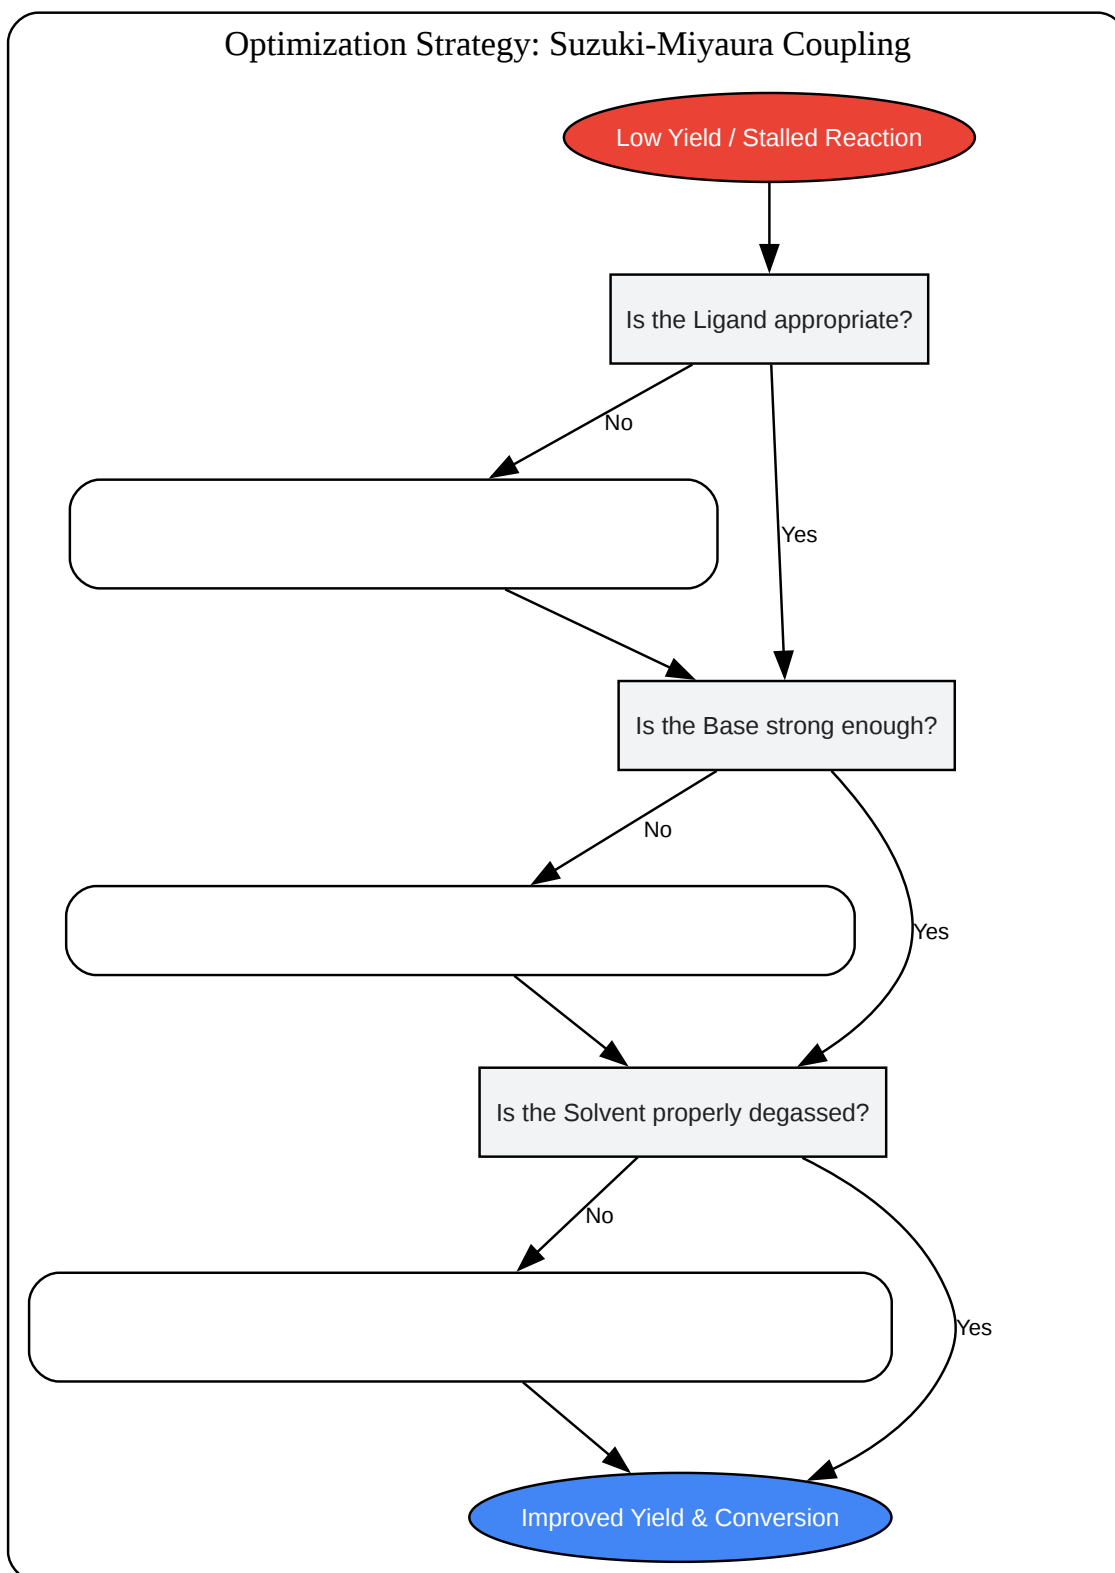 Optimization Strategy: Suzuki-Miyaura Coupling
Low Yield / Stalled Reaction
Is the Ligand appropriate?
No
Yes
Is the Base strong enough?
No
Yes
Is the Solvent properly degassed?
No
Yes
Improved Yield & Conversion